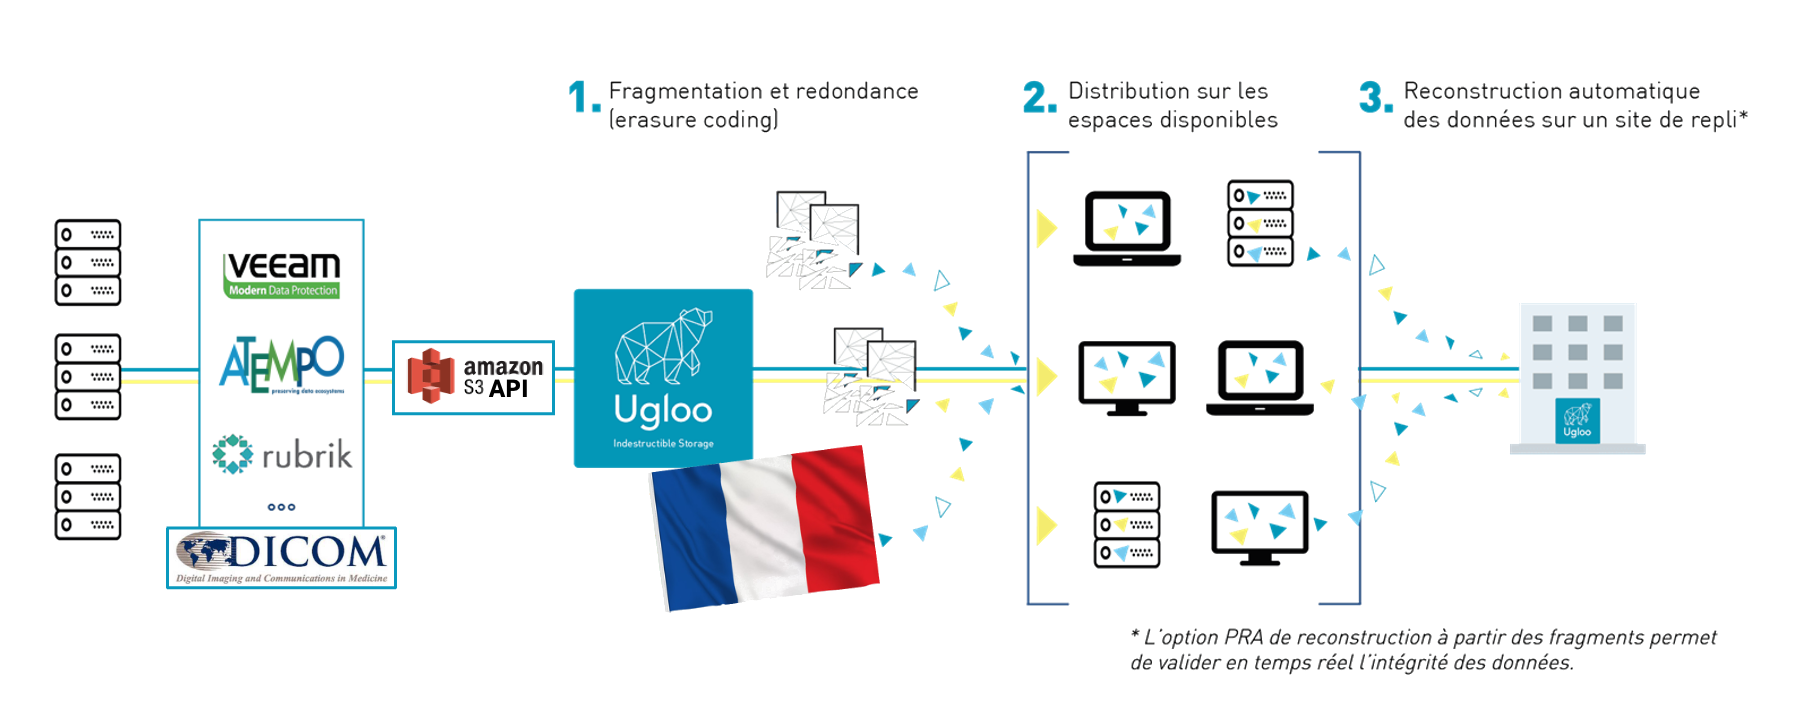 1. Fragmentation et redondance
(erasure coding)
2. Distribution sur les
espaces disponibles
3. Reconstruction automatique
des données sur un site de repli*
veeam
Modern Data Protection
ATEMPO
preserving data ecosystems
rubrik
DICOM®
Digital Imaging and Communications in Medicine
amazon
S3 API
Ugloo
Indestructible Storage
Ugloo
* L'option PRA de reconstruction à partir des fragments permet
de valider en temps réel l'intégrité des données.